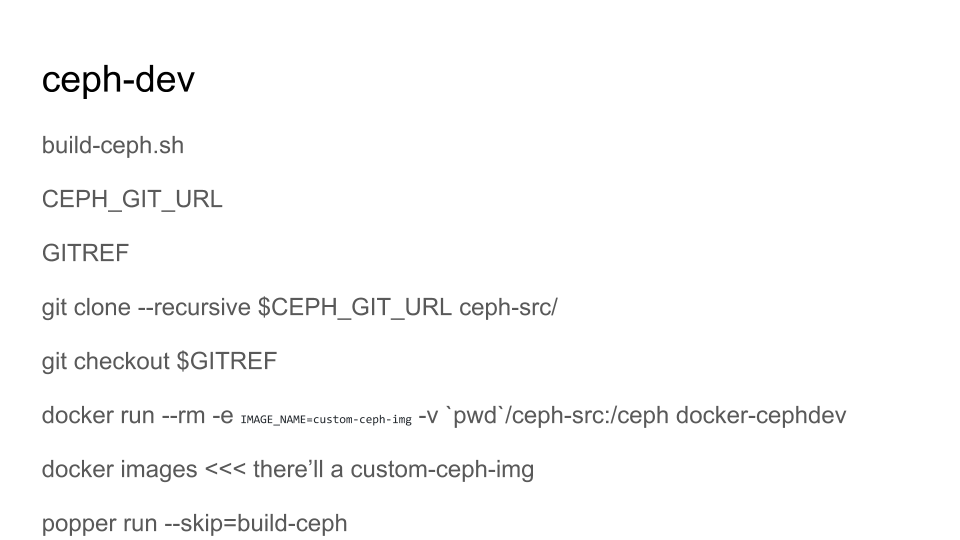 ceph-dev
build-ceph.sh
CEPH_GIT_URL
GITREF
git clone --recursive $CEPH_GIT_URL ceph-src/
git checkout $GITREF
docker run --rm -e IMAGE_NAME=custom-ceph-img -v `pwd`/ceph-src:/ceph docker-cephdev
docker images <<< there’ll a custom-ceph-img
popper run --skip=build-ceph